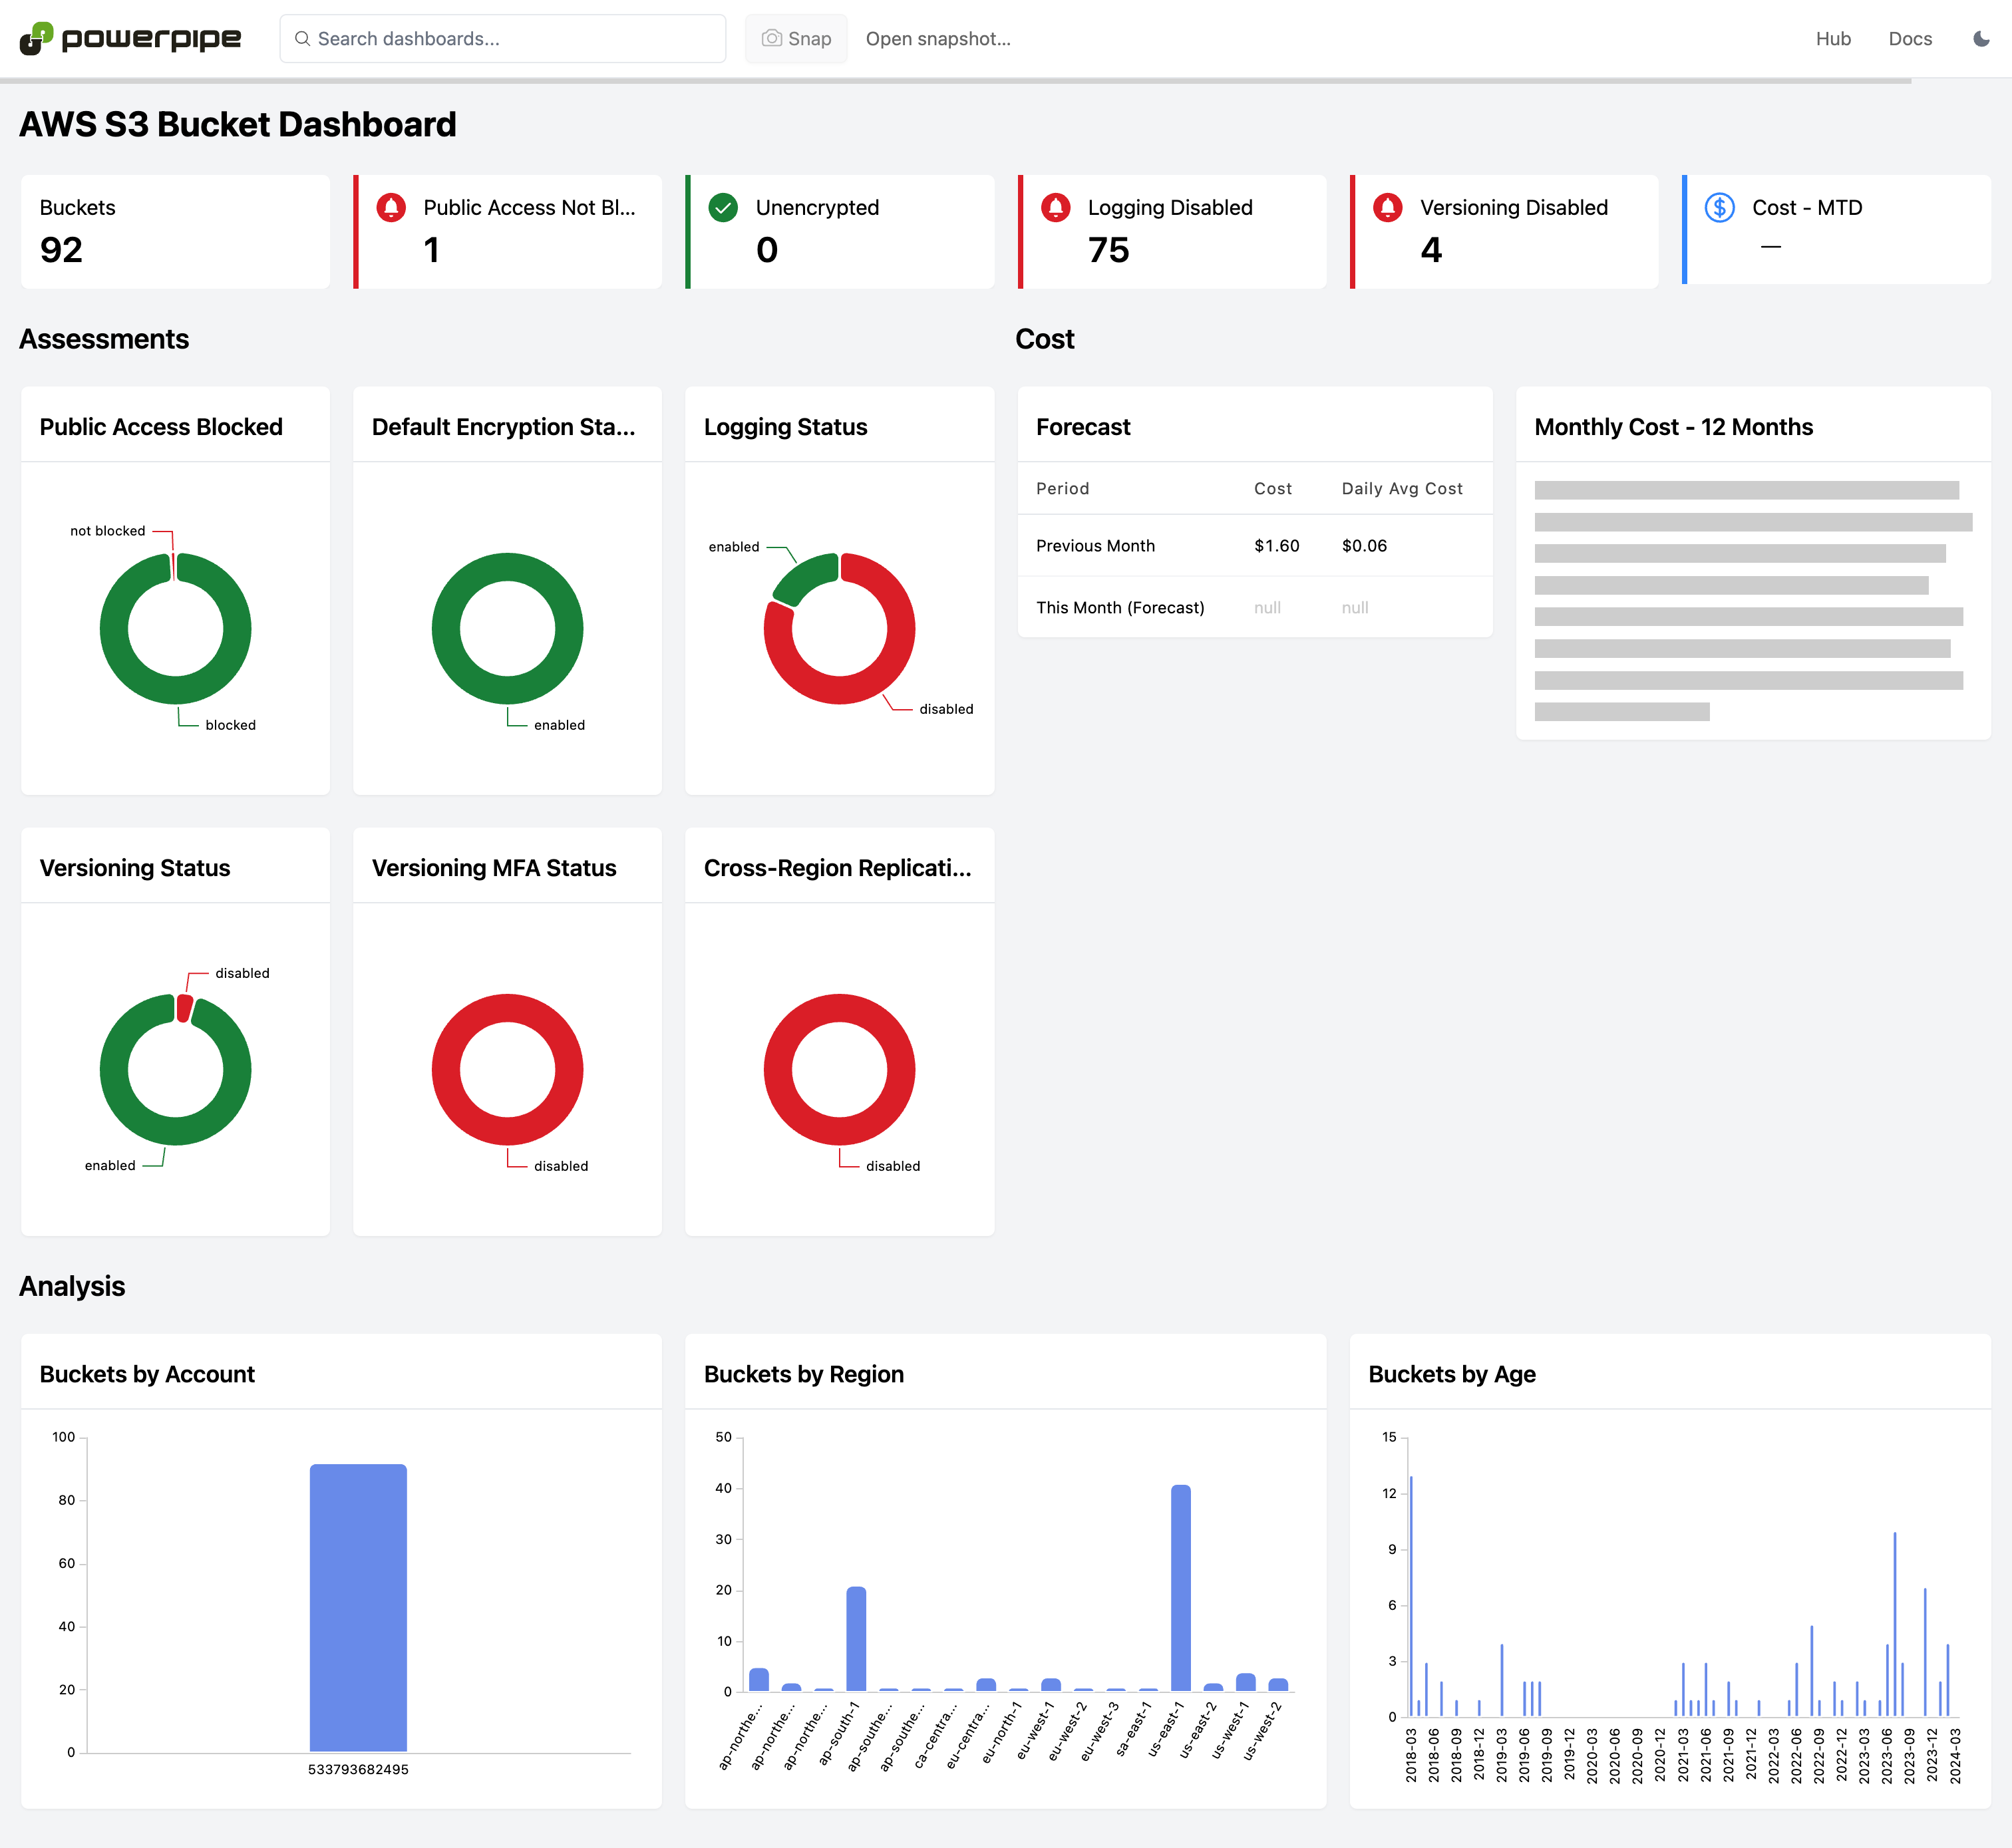 powerpipe
Search dashboards...
Snap
Open snapshot...
Hub
Docs
AWS S3 Bucket Dashboard
Buckets
92
Public Access Not Bl...
1
Unencrypted
0
Logging Disabled
75
Versioning Disabled
4
Cost - MTD
—
Assessments
Cost
Public Access Blocked
not blocked
blocked
Default Encryption Sta...
enabled
Logging Status
enabled
disabled
Forecast
Period Cost Daily Avg Cost
Previous Month $1.60 $0.06
This Month (Forecast) null null
Monthly Cost - 12 Months
Versioning Status
disabled
enabled
Versioning MFA Status
disabled
Cross-Region Replicati...
disabled
Analysis
Buckets by Account
100
80
60
40
20
0
533793682495
Buckets by Region
50
40
30
20
10
0
ap-northe...
ap-northe...
ap-northe...
ap-south-1
ap-southe...
ap-southe...
ca-centra...
eu-centra...
eu-north-1
eu-west-1
eu-west-2
eu-west-3
sa-east-1
us-east-1
us-east-2
us-west-1
us-west-2
Buckets by Age
15
12
9
6
3
0
2018-03
2018-06
2018-09
2018-12
2019-03
2019-06
2019-09
2019-12
2020-03
2020-06
2020-09
2020-12
2021-03
2021-06
2021-09
2021-12
2022-03
2022-06
2022-09
2022-12
2023-03
2023-06
2023-09
2023-12
2024-03